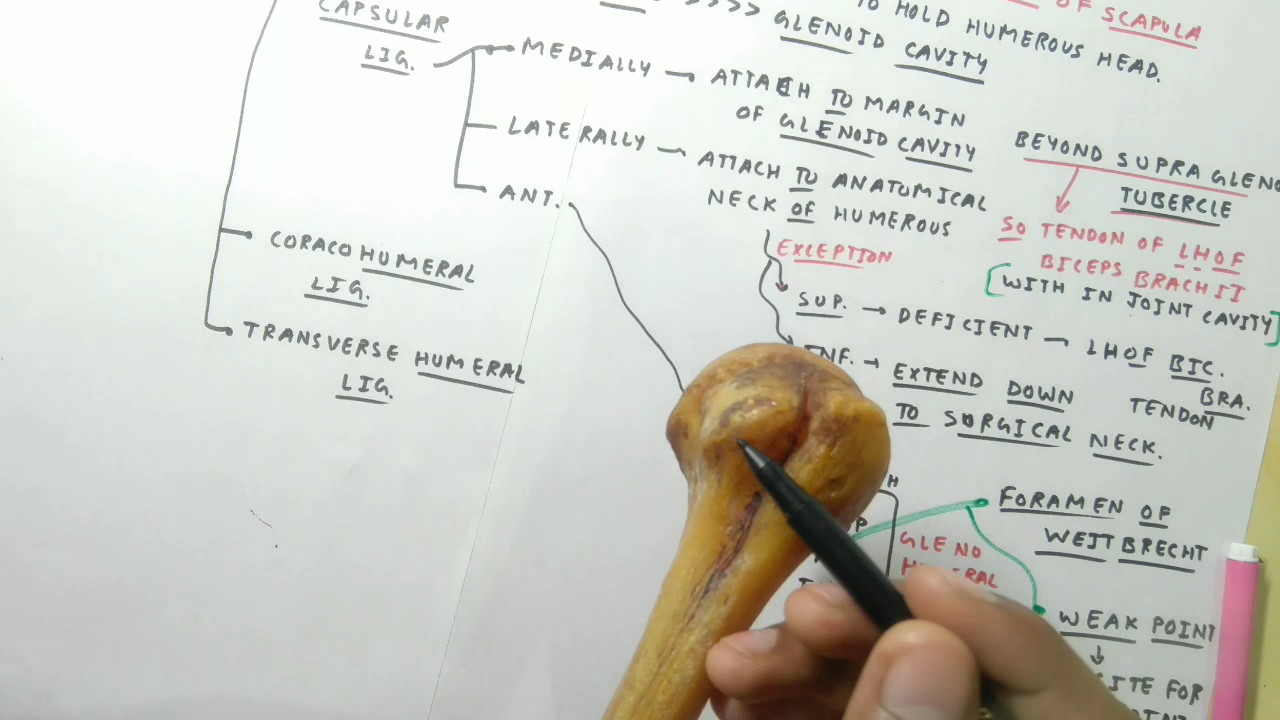 OF SCAPULA
>>>> TO HOLD HUMEROUS HEAD.
GLENOID CAVITY
CAPSULAR
LIG.
MEDIALLY → ATTACH TO MARGIN
OF GLENOID CAVITY
LATERALLY → ATTACH TO ANATOMICAL
NECK OF HUMEROUS
ANT.
BEYOND SUPRA GLENO
TUBERCLE
SO TENDON OF LHOF
BICEPS BRACHII
[WITH IN JOINT CAVITY]
EXCEPTION
SUP. → DEFICIENT → LHOF BIC.
BRA.
TENDON
INF. → EXTEND DOWN
TO SURGICAL NECK.
CORACO HUMERAL
LIG.
TRANSVERSE HUMERAL
LIG.
H
GLENO
FORAMEN OF
WEITBRECHT
WEAK POINT
SITE FOR